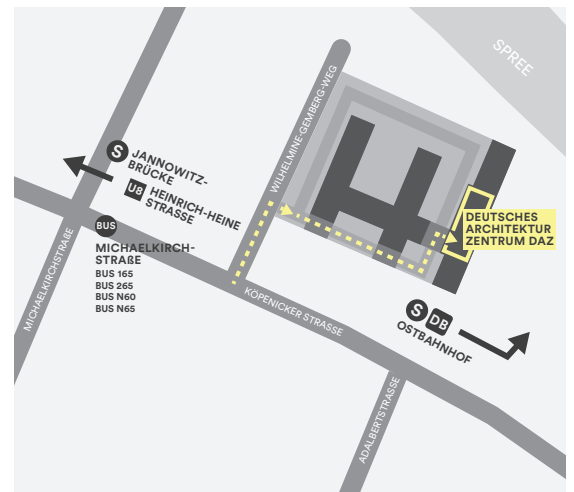 SPREE
WILHELMINE-GEMBERG-WEG
S JANNOWITZ-
BRÜCKE
UB HEINRICH-HEINE
STRASSE
BUS
MICHAELKIRCH-
STRAßE
BUS 165
BUS 265
BUS N60
BUS N65
MICHAELKIRCHSTRAßE
DEUTSCHES
ARCHITEKTUR
ZENTRUM DAZ
KÖPENICKER STRASSE
S DB
OSTBAHNHOF
ADALBERTSTRASSE